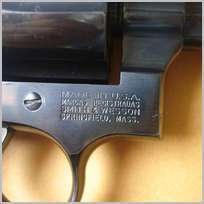 MADE IN U.S.A.
MARCAS REGISTRADAS
SMITH & WESSON
SPRINGFIELD, MASS.